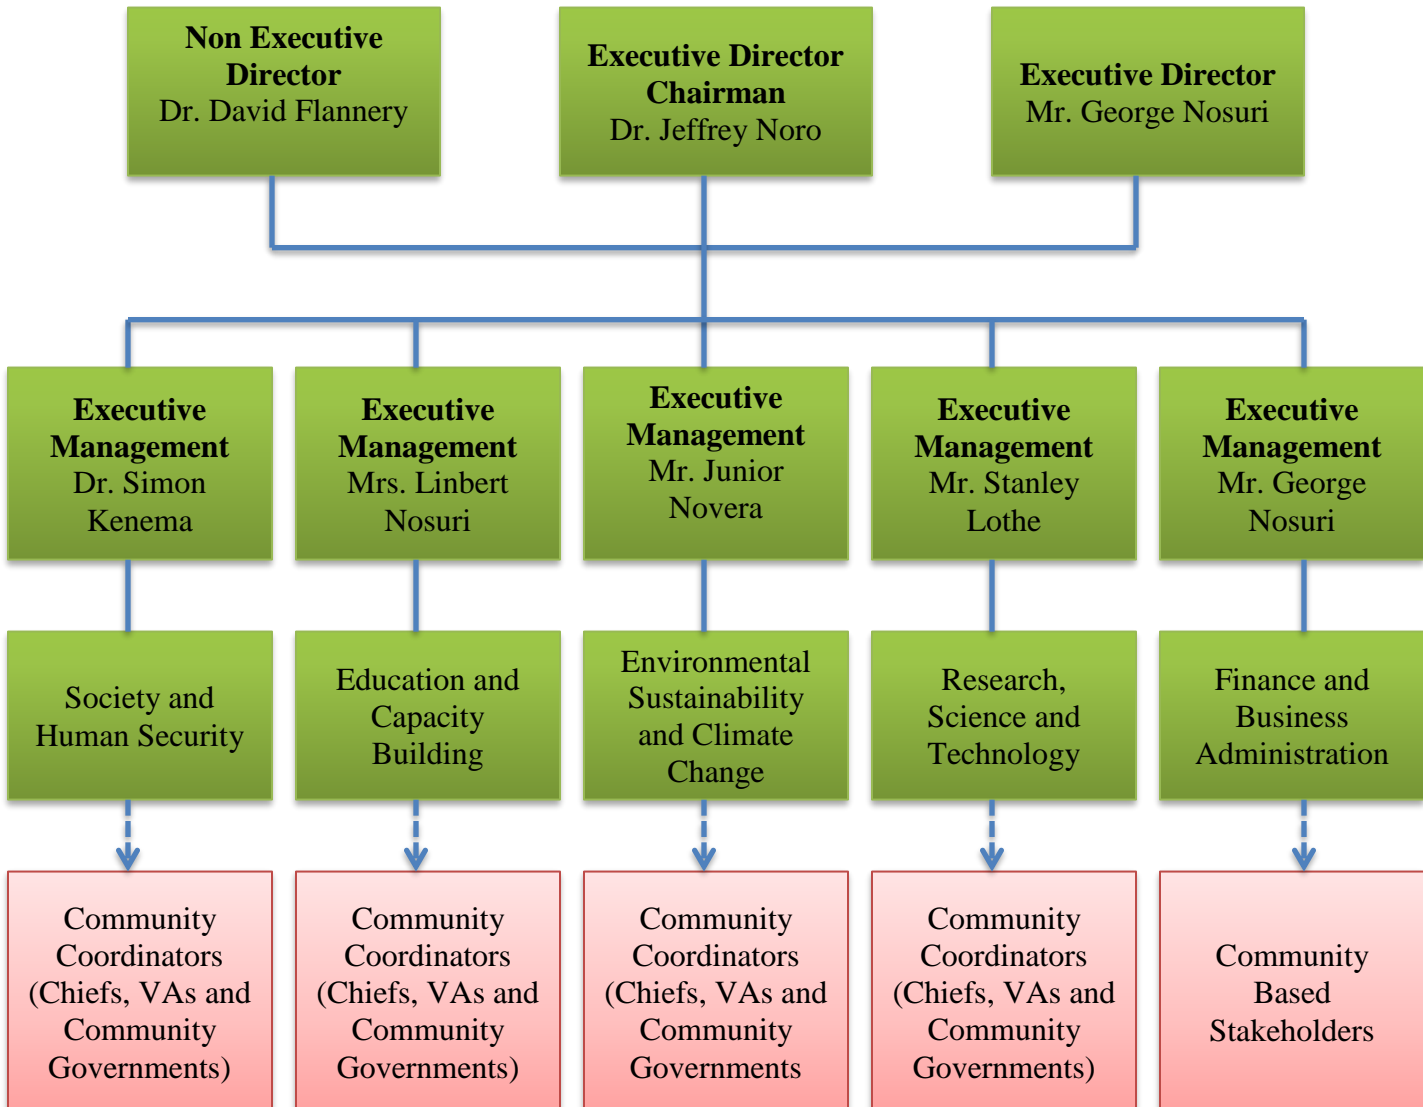 Non Executive
Director
Dr. David Flannery
Executive Director
Chairman
Dr. Jeffrey Noro
Executive Director
Mr. George Nosuri
Executive
Management
Dr. Simon
Kenema
Executive
Management
Mrs. Linbert
Nosuri
Executive
Management
Mr. Junior
Novera
Executive
Management
Mr. Stanley
Lothe
Executive
Management
Mr. George
Nosuri
Society and
Human Security
Education and
Capacity
Building
Environmental
Sustainability
and Climate
Change
Research,
Science and
Technology
Finance and
Business
Administration
Community
Coordinators
(Chiefs, VAs and
Community
Governments)
Community
Coordinators
(Chiefs, VAs and
Community
Governments)
Community
Coordinators
(Chiefs, VAs and
Community
Governments
Community
Coordinators
(Chiefs, VAs and
Community
Governments)
Community
Based
Stakeholders